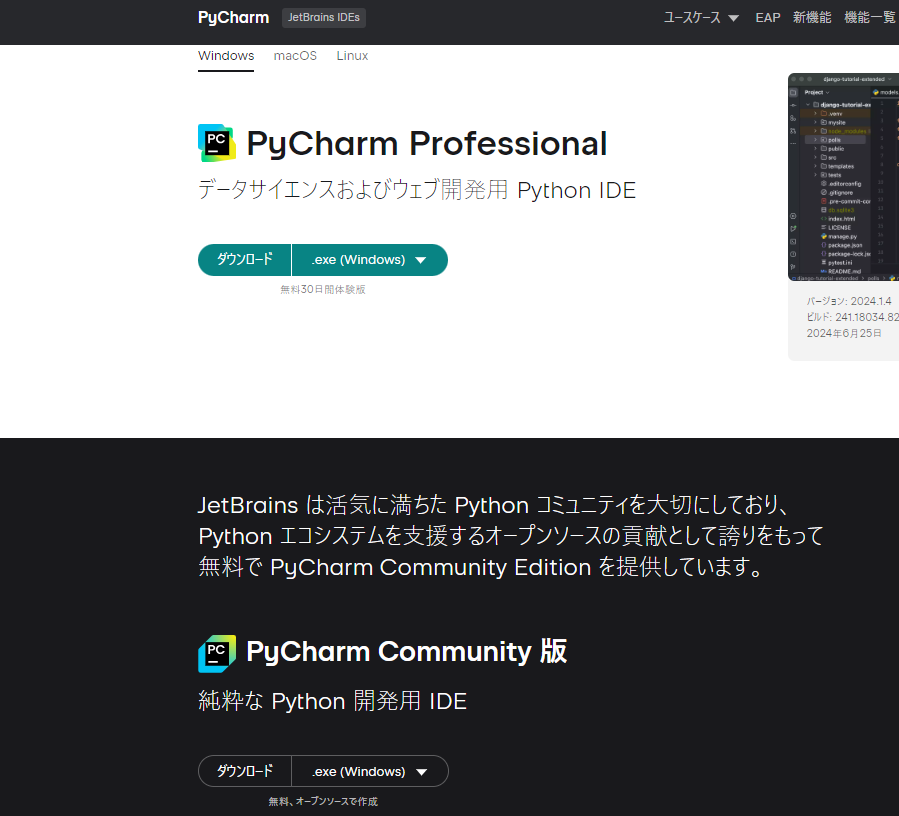 PyCharm JetBrains IDEs ユースケース EAP 新機能 機能一覧
Windows macOS Linux
PC PyCharm Professional
データサイエンスおよびウェブ開発用 Python IDE
ダウンロード .exe (Windows)
無料30日間体験版
django-tutorial-extended
Project
models.
django-tutorial-ex
.venv
mysite
node_modules
polls
public
src
templates
tests
.editorconfig
.gitignore
.pre-commit-con
db.sqlite3
index.html
LICENSE
manage.py
package.json
package-lock.js
pytest.ini
README.md
django-tutorial-extended > polls >
バージョン: 2024.1.4
ビルド: 241.18034.82
2024年6月25日
JetBrains は活気に満ちた Python コミュニティを大切にしており、
Python エコシステムを支援するオープンソースの貢献として誇りをもって
無料で PyCharm Community Edition を提供しています。
PC PyCharm Community 版
純粋な Python 開発用 IDE
ダウンロード .exe (Windows)
無料、オープンソースで作成